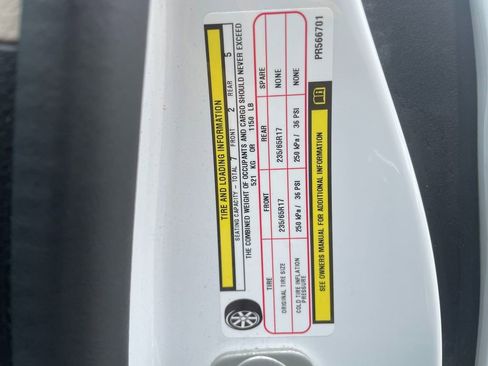 TIRE AND LOADING INFORMATION
SEATING CAPACITY - TOTAL 7 FRONT 2 REAR 5
THE COMBINED WEIGHT OF OCCUPANTS AND CARGO SHOULD NEVER EXCEED
521 KG OR 1150 LB
TIRE FRONT REAR SPARE
ORIGINAL TIRE SIZE 235/65R17 235/65R17 NONE
COLD TIRE INFLATION PRESSURE 250 kPa / 36 PSI 250 kPa / 36 PSI NONE
SEE OWNERS MANUAL FOR ADDITIONAL INFORMATION
PR566701